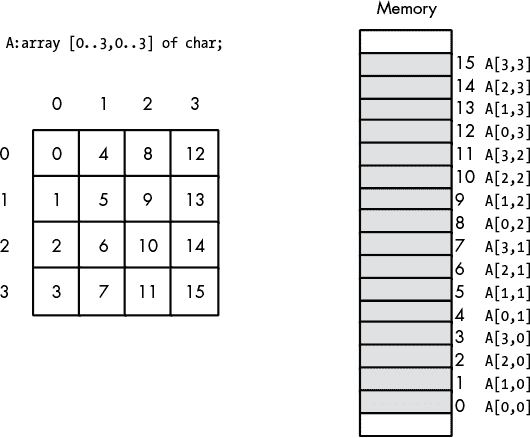 Memory
A:array [0..3,0..3] of char;
0 1 2 3
0 0 4 8 12
1 1 5 9 13
2 2 6 10 14
3 3 7 11 15
15 A[3,3]
14 A[2,3]
13 A[1,3]
12 A[0,3]
11 A[3,2]
10 A[2,2]
9 A[1,2]
8 A[0,2]
7 A[3,1]
6 A[2,1]
5 A[1,1]
4 A[0,1]
3 A[3,0]
2 A[2,0]
1 A[1,0]
0 A[0,0]